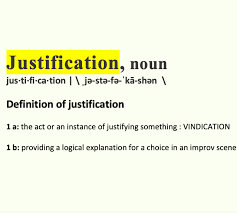 Justification, noun
jus·ti·fi·ca·tion | \ ˌjə-stə-fə-ˈkā-shən \
Definition of justification
1 a: the act or an instance of justifying something : VINDICATION
1 b: providing a logical explanation for a choice in an improv scene